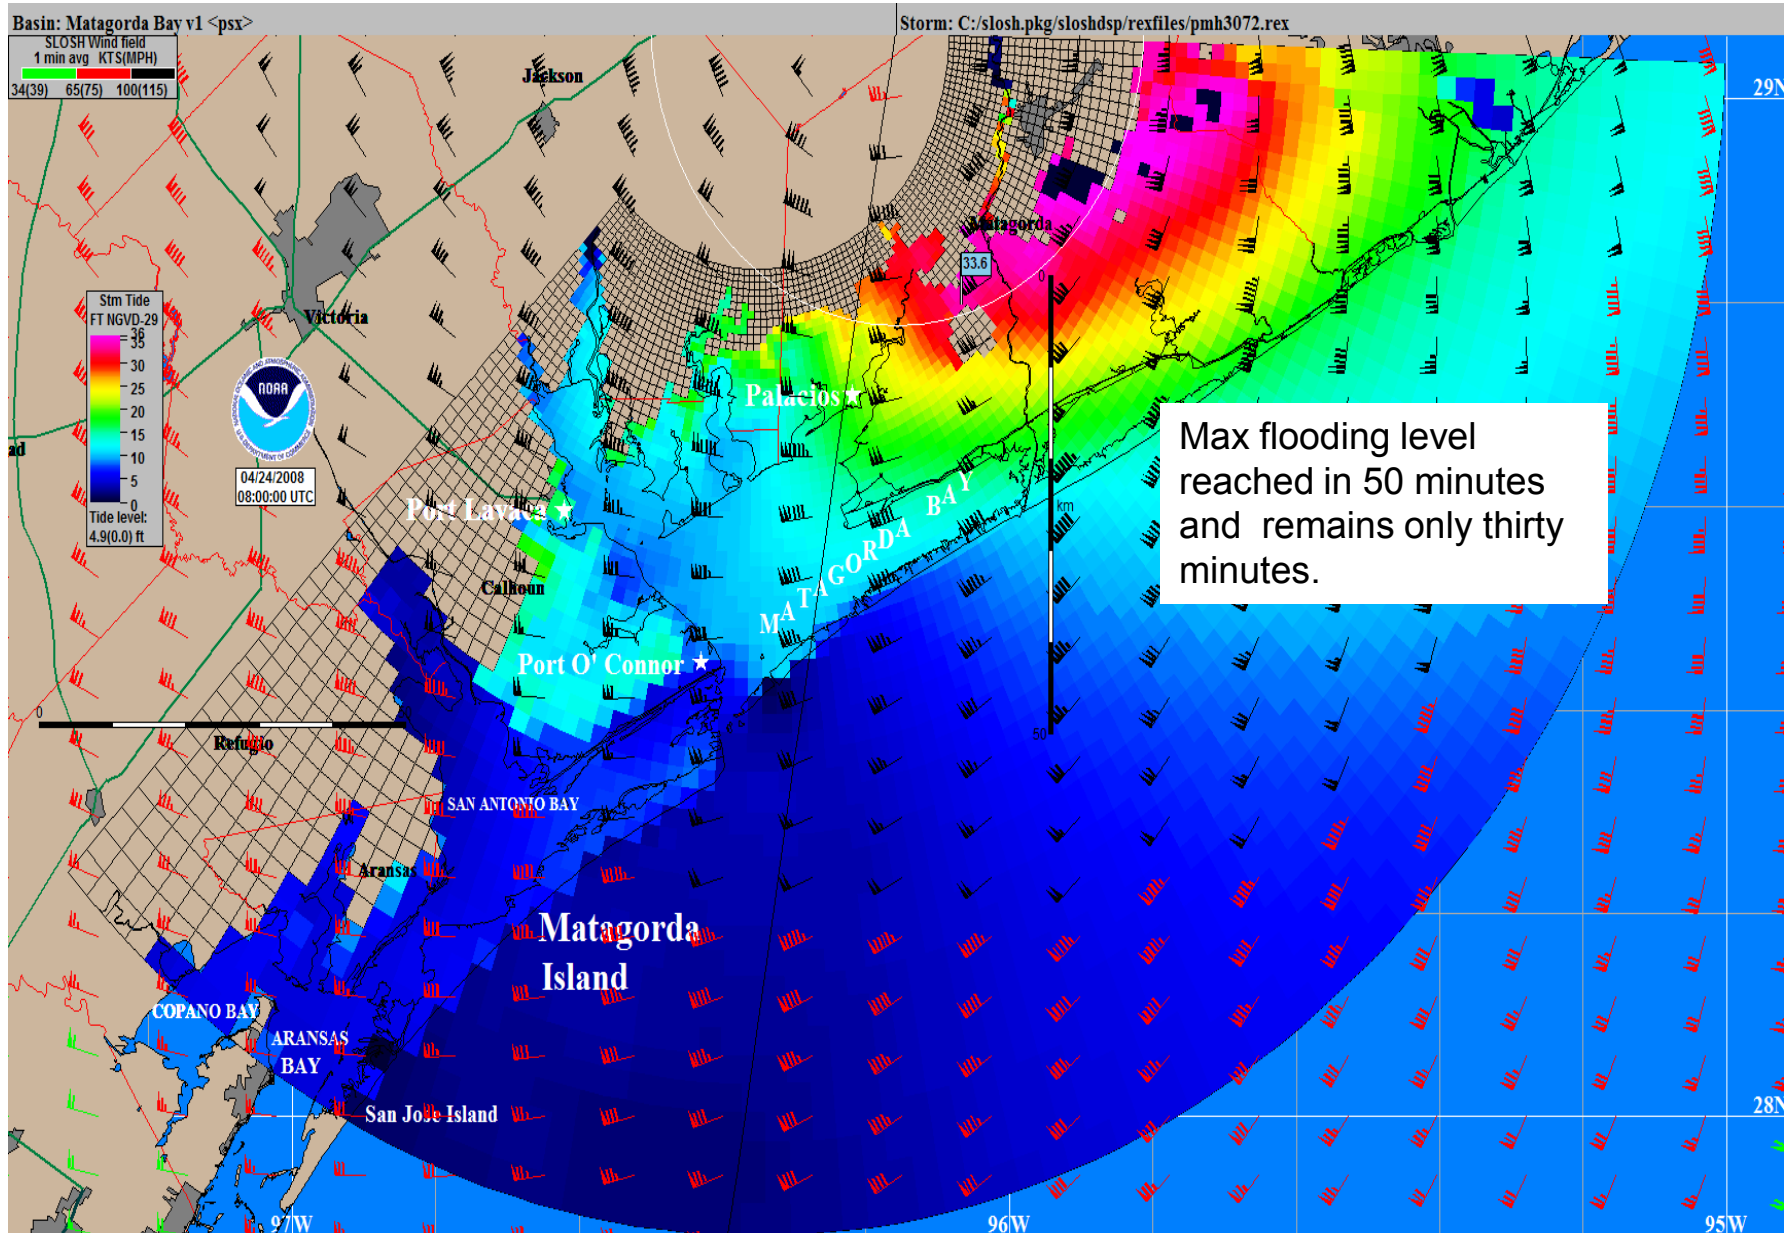 Basin: Matagorda Bay v1 <psx>
Storm: C:/slosh.pkg/sloshdsp/rexfiles/pmh3072.rex
SLOSH Wind field
1 min avg KTS(MPH)
34(39) 65(75) 100(115)
Jackson
29N
Matagorda
33.6
0
Stm Tide
FT NGVD-29
36
35
30
25
20
15
10
5
0
Tide level:
4.9(0.0) ft
Victoria
NOAA
04/24/2008
08:00:00 UTC
ad
Palacios
Max flooding level
reached in 50 minutes
and remains only thirty
minutes.
Port Lavaca
km
MATAGORDA BAY
Calhoun
Port O' Connor
0
50
Refugio
SAN ANTONIO BAY
Aransas
Matagorda
Island
COPANO BAY
ARANSAS
BAY
San Jose Island
28N
97W
96W
95W